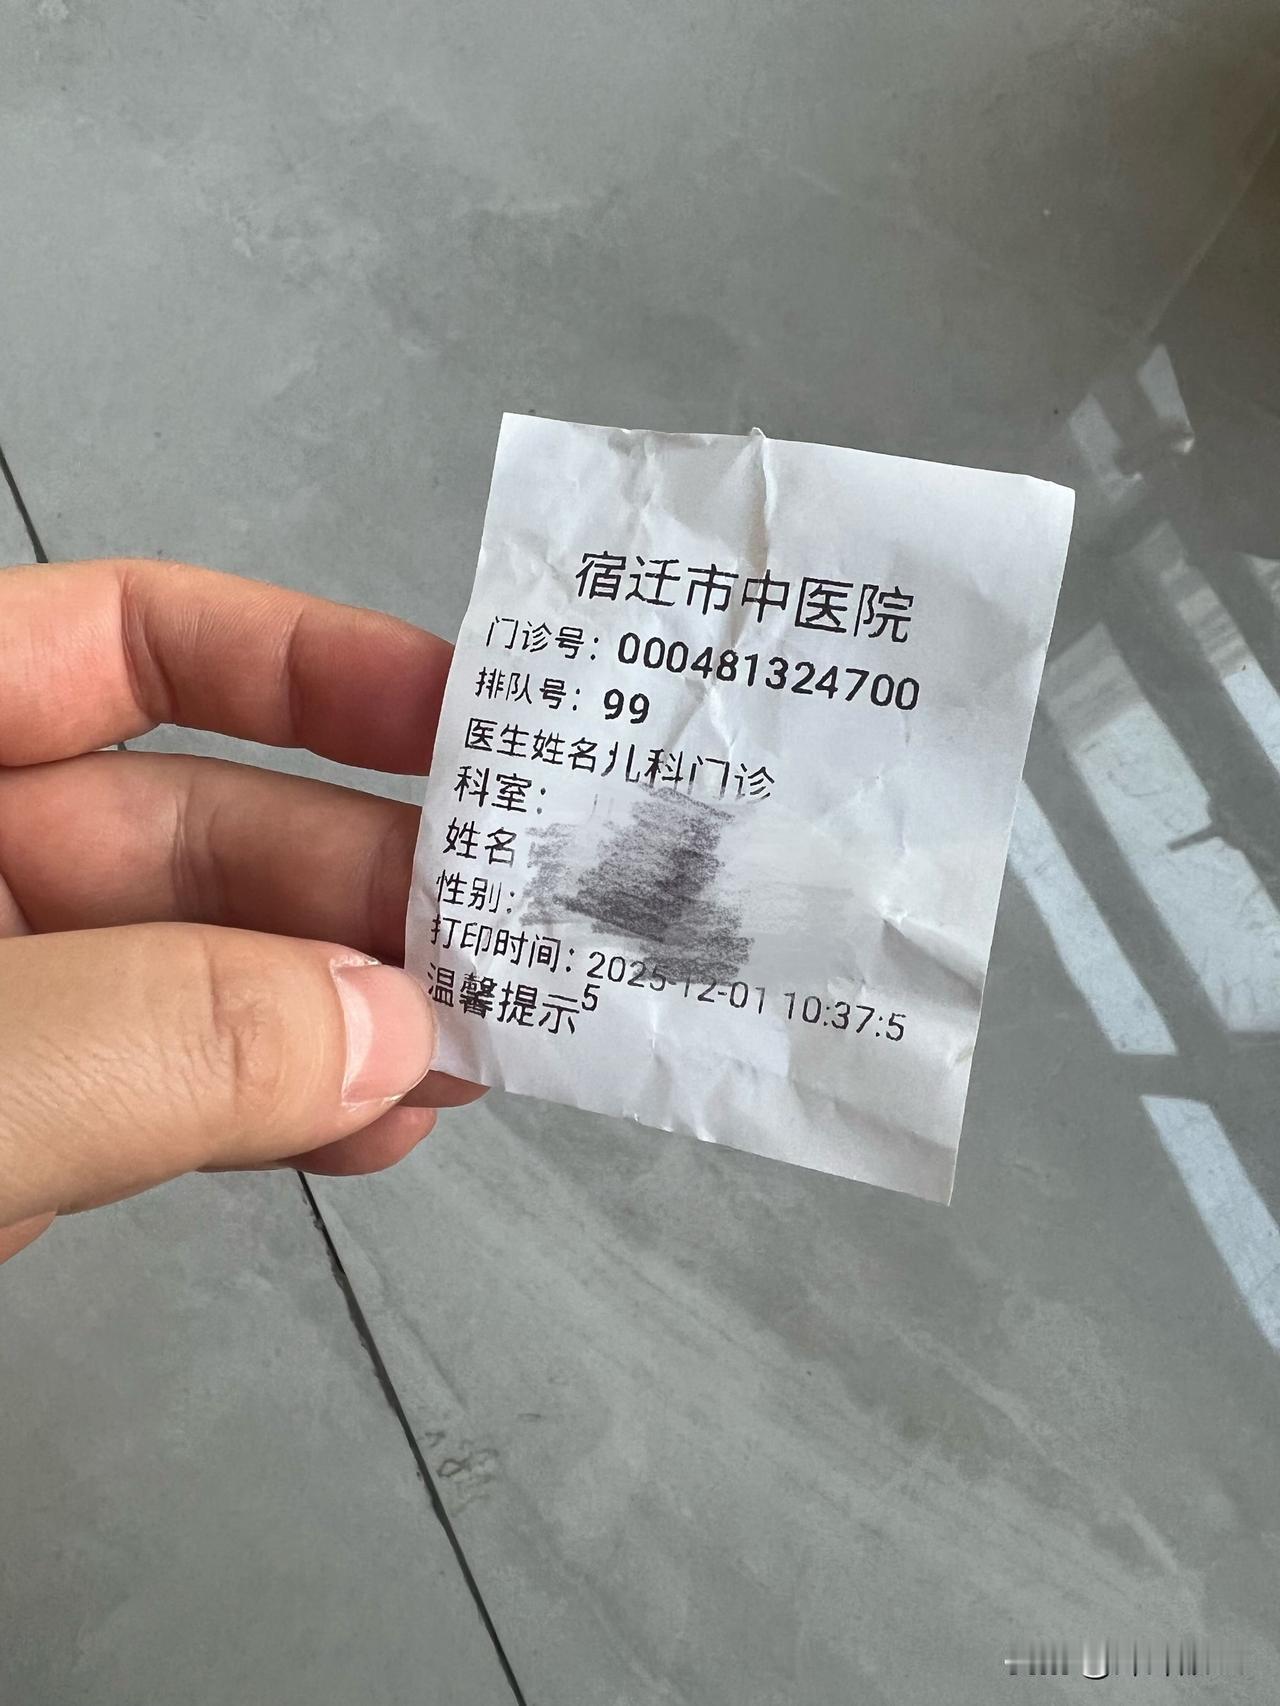 宿迁市中医院
门诊号：000481324700
排队号：99
医生姓名儿科门诊
科室：
姓名
性别：
打印时间：2025-12-01 10:37:5
温馨提示5